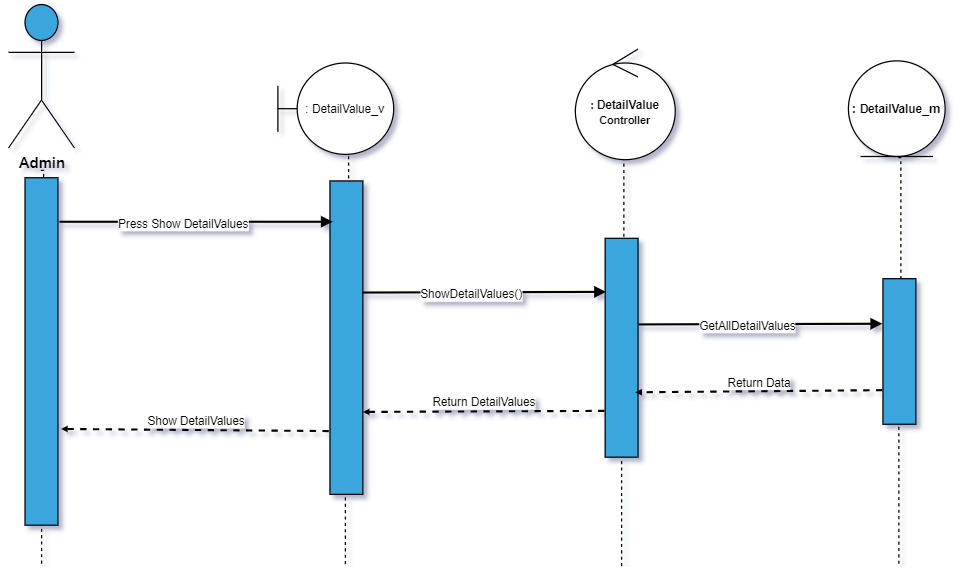 : DetailValue_v
: DetailValue
Controller
: DetailValue_m
Admin
Press Show DetailValues
ShowDetailValues()
GetAllDetailValues
Return Data
Return DetailValues
Show DetailValues